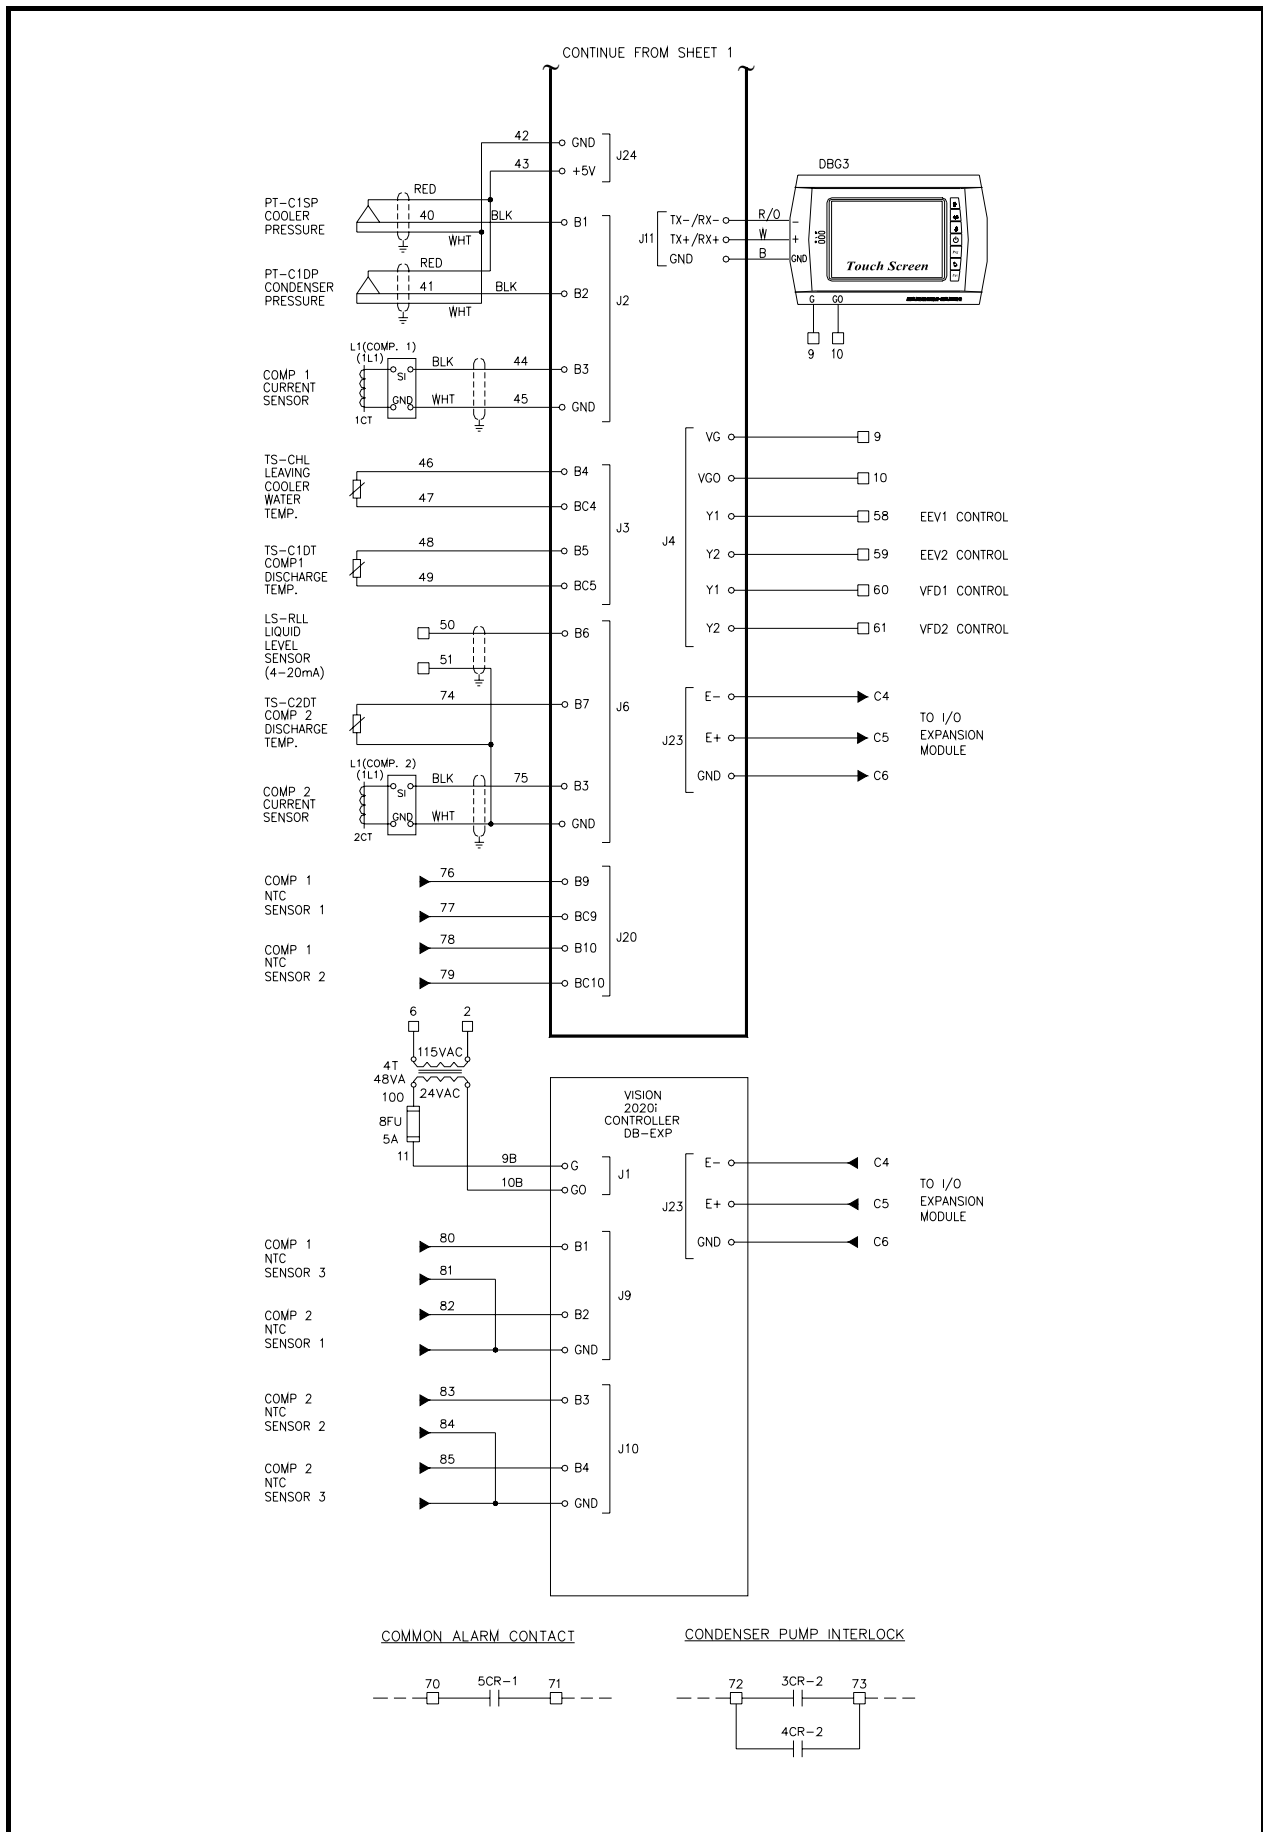 CONTINUE FROM SHEET 1
42
GND
J24
43
+5V
DBG3
RED
PT-C1SP
COOLER
PRESSURE
40
BLK
B1
WHT
J11
TX-/RX-
R/O
-
TX+/RX+
W
+
GND
B
GND
Touch Screen
G
GO
9
10
RED
PT-C1DP
CONDENSER
PRESSURE
41
BLK
B2
J2
WHT
L1(COMP. 1)
(1L1)
COMP 1
CURRENT
SENSOR
SI
BLK
44
B3
GND
WHT
45
GND
1CT
TS-CHL
LEAVING
COOLER
WATER
TEMP.
46
B4
47
BC4
J3
TS-C1DT
COMP1
DISCHARGE
TEMP.
48
B5
49
BC5
VG
9
VGO
10
Y1
58
EEV1 CONTROL
J4
Y2
59
EEV2 CONTROL
Y1
60
VFD1 CONTROL
Y2
61
VFD2 CONTROL
LS-RLL
LIQUID
LEVEL
SENSOR
(4-20mA)
50
B6
51
TS-C2DT
COMP 2
DISCHARGE
TEMP.
74
B7
J6
L1(COMP. 2)
(1L1)
COMP 2
CURRENT
SENSOR
SI
BLK
75
B3
GND
WHT
GND
2CT
J23
E-
C4
E+
C5
GND
C6
TO I/O
EXPANSION
MODULE
COMP 1
NTC
SENSOR 1
76
B9
77
BC9
J20
COMP 1
NTC
SENSOR 2
78
B10
79
BC10
6
2
115VAC
4T
48VA
24VAC
100
8FU
5A
11
9B
G
10B
GO
J1
VISION
2020i
CONTROLLER
DB-EXP
J23
E-
C4
E+
C5
GND
C6
TO I/O
EXPANSION
MODULE
COMP 1
NTC
SENSOR 3
80
B1
81
J9
COMP 2
NTC
SENSOR 1
82
B2
GND
COMP 2
NTC
SENSOR 2
83
B3
84
J10
COMP 2
NTC
SENSOR 3
85
B4
GND
COMMON ALARM CONTACT
70
5CR-1
71
CONDENSER PUMP INTERLOCK
72
3CR-2
73
4CR-2